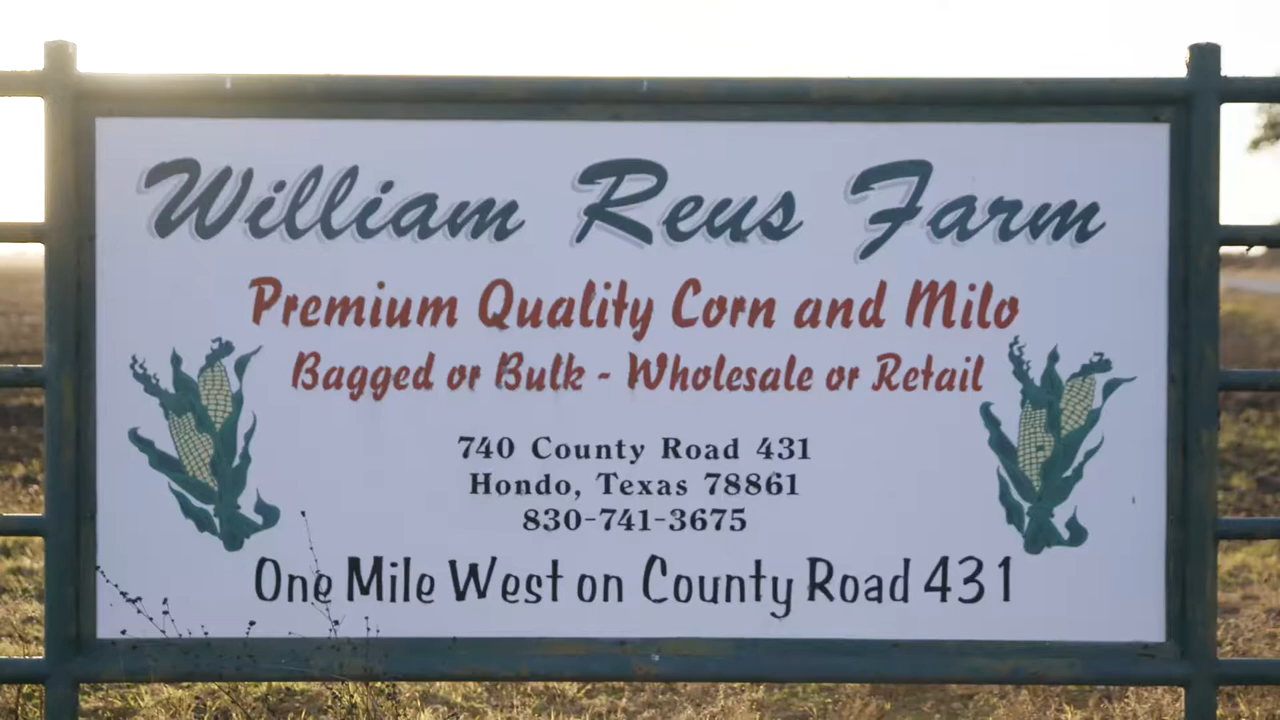 William Reus Farm
Premium Quality Corn and Milo
Bagged or Bulk - Wholesale or Retail
740 County Road 431
Hondo, Texas 78861
830-741-3675
One Mile West on County Road 431